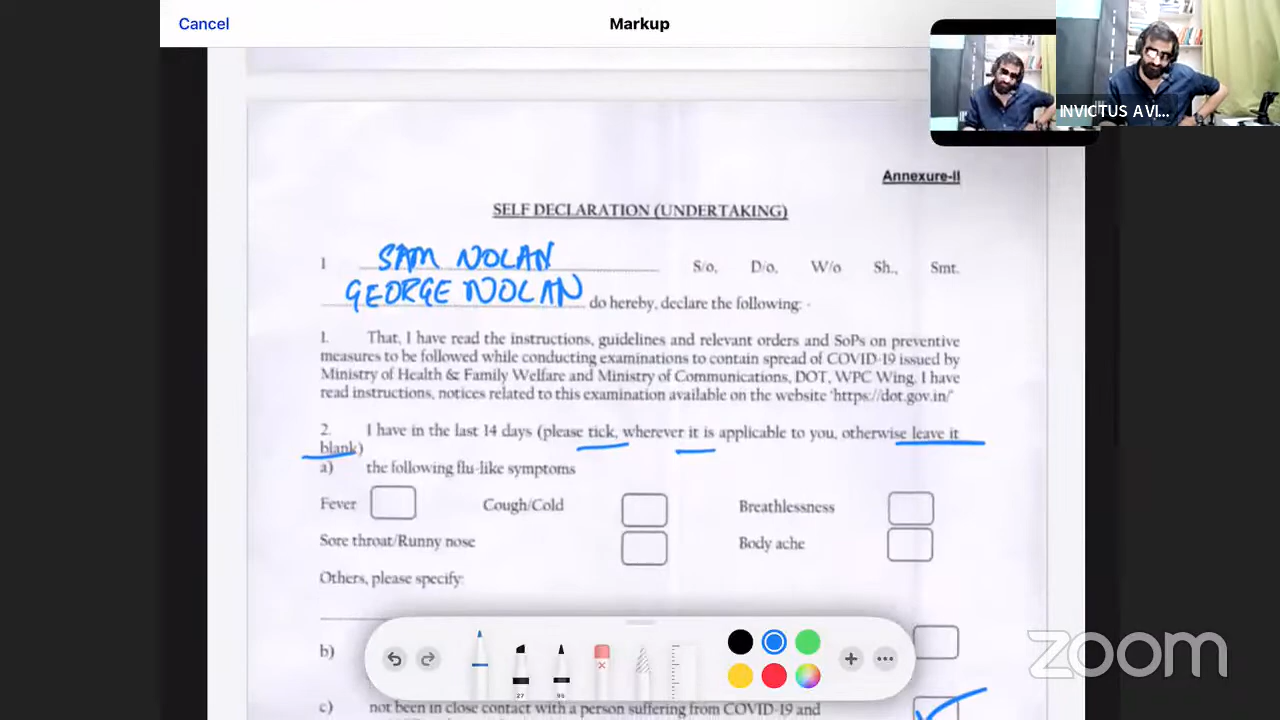 Cancel
Markup
INVICTUS AVI...
Annexure-II
SELF DECLARATION (UNDERTAKING)
I SAM NOLAN S/o, D/o, W/o Sh., Smt.
GEORGE NOLAN do hereby, declare the following:
1. That, I have read the instructions, guidelines and relevant orders and SoPs on preventive
measures to be followed while conducting examinations to contain spread of COVID-19 issued by
Ministry of Health & Family Welfare and Ministry of Communications, DOT, WPC Wing. I have
read instructions, notices related to this examination available on the website 'https://dot.gov.in/'
2. I have in the last 14 days (please tick, wherever it is applicable to you, otherwise leave it
blank)
a) the following flu-like symptoms
Fever Cough/Cold Breathlessness
Sore throat/Runny nose Body ache
Others, please specify:
b)
27
zoom
c) not been in close contact with a person suffering from COVID-19 and